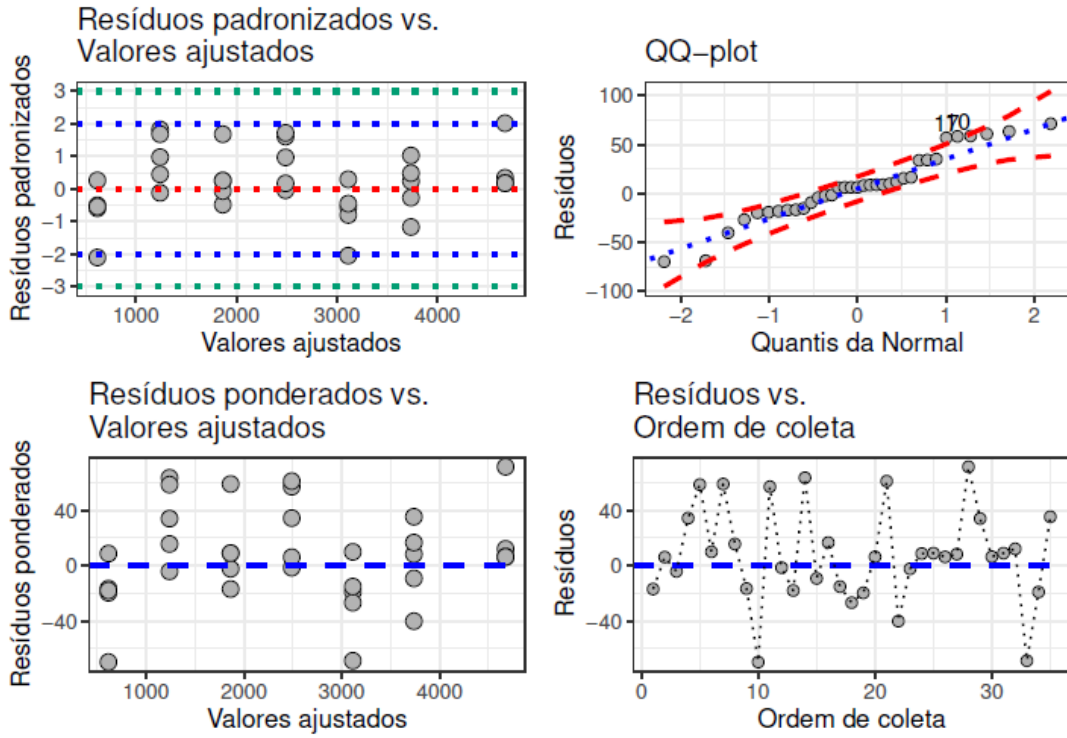 Resíduos padronizados vs.
Valores ajustados
Resíduos padronizados
3
2
1
0
−1
−2
−3
1000
2000
3000
4000
Valores ajustados
QQ−plot
Resíduos
100
50
0
−50
−100
−2
−1
0
1
2
Quantis da Normal
Resíduos ponderados vs.
Valores ajustados
Resíduos ponderados
40
0
−40
1000
2000
3000
4000
Valores ajustados
Resíduos vs.
Ordem de coleta
Resíduos
40
0
−40
0
10
20
30
Ordem de coleta